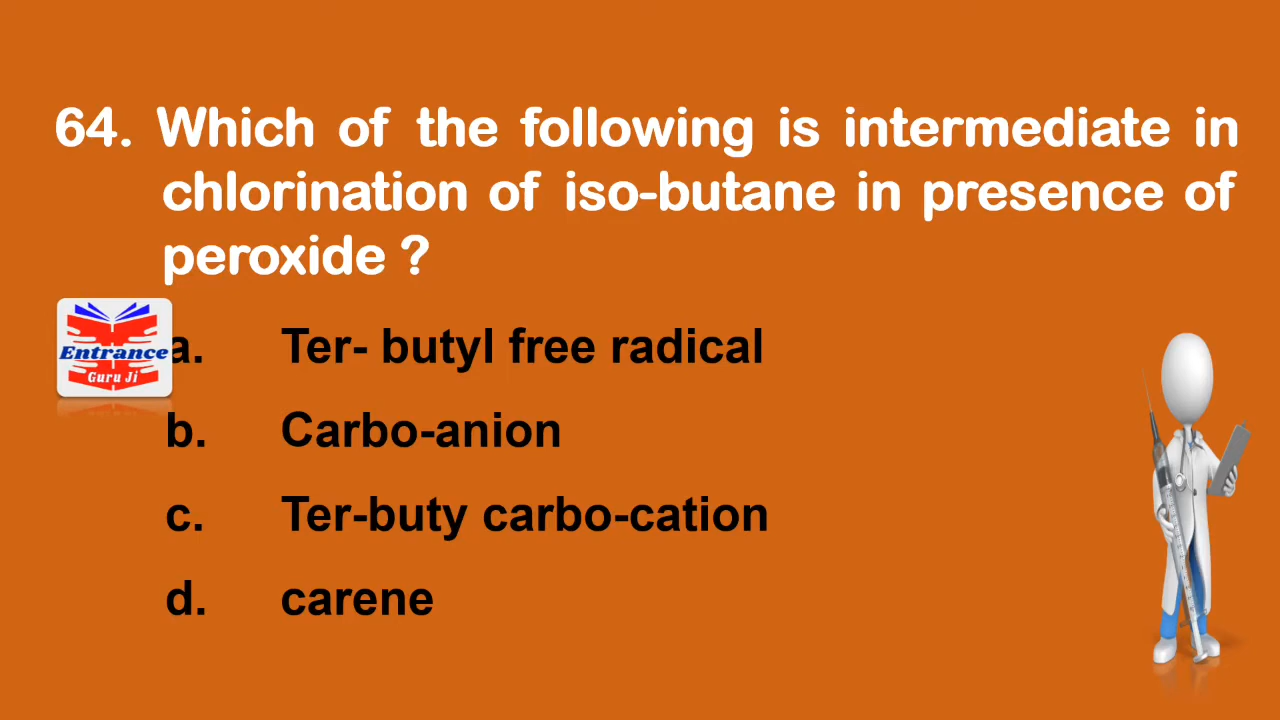 64. Which of the following is intermediate in
chlorination of iso-butane in presence of
peroxide ?
Entrance
Guru Ji
a. Ter- butyl free radical
b. Carbo-anion
c. Ter-buty carbo-cation
d. carene